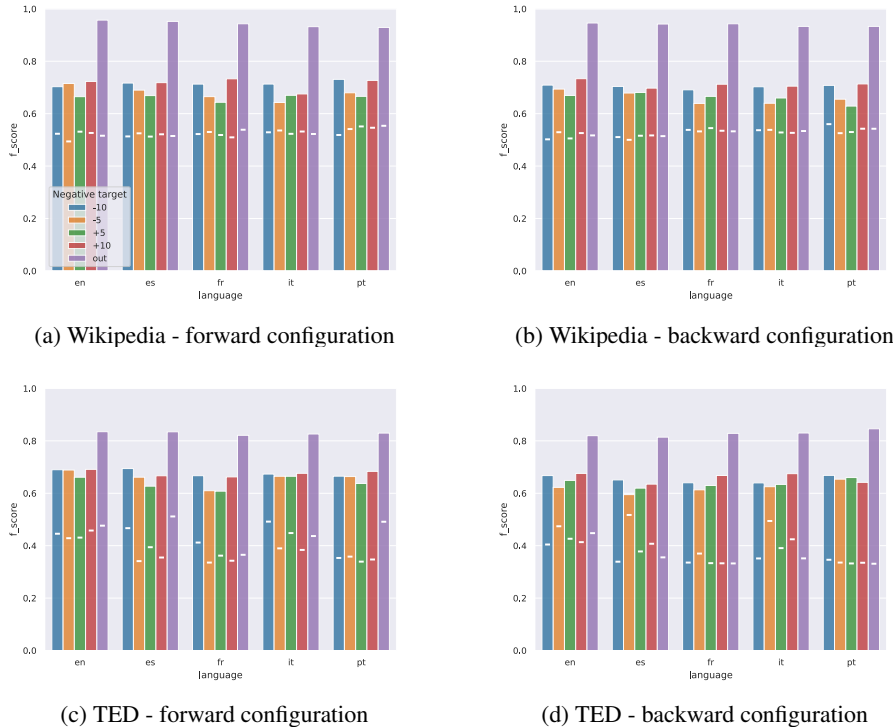 1.0
0.8
0.6
0.4
0.2
0.0
f_score
Negative target
-10
-5
+5
+10
out
en es fr it pt
language
(a) Wikipedia - forward configuration
1.0
0.8
0.6
0.4
0.2
0.0
f_score
en es fr it pt
language
(b) Wikipedia - backward configuration
1.0
0.8
0.6
0.4
0.2
0.0
f_score
en es fr it pt
language
(c) TED - forward configuration
1.0
0.8
0.6
0.4
0.2
0.0
f_score
en es fr it pt
language
(d) TED - backward configuration